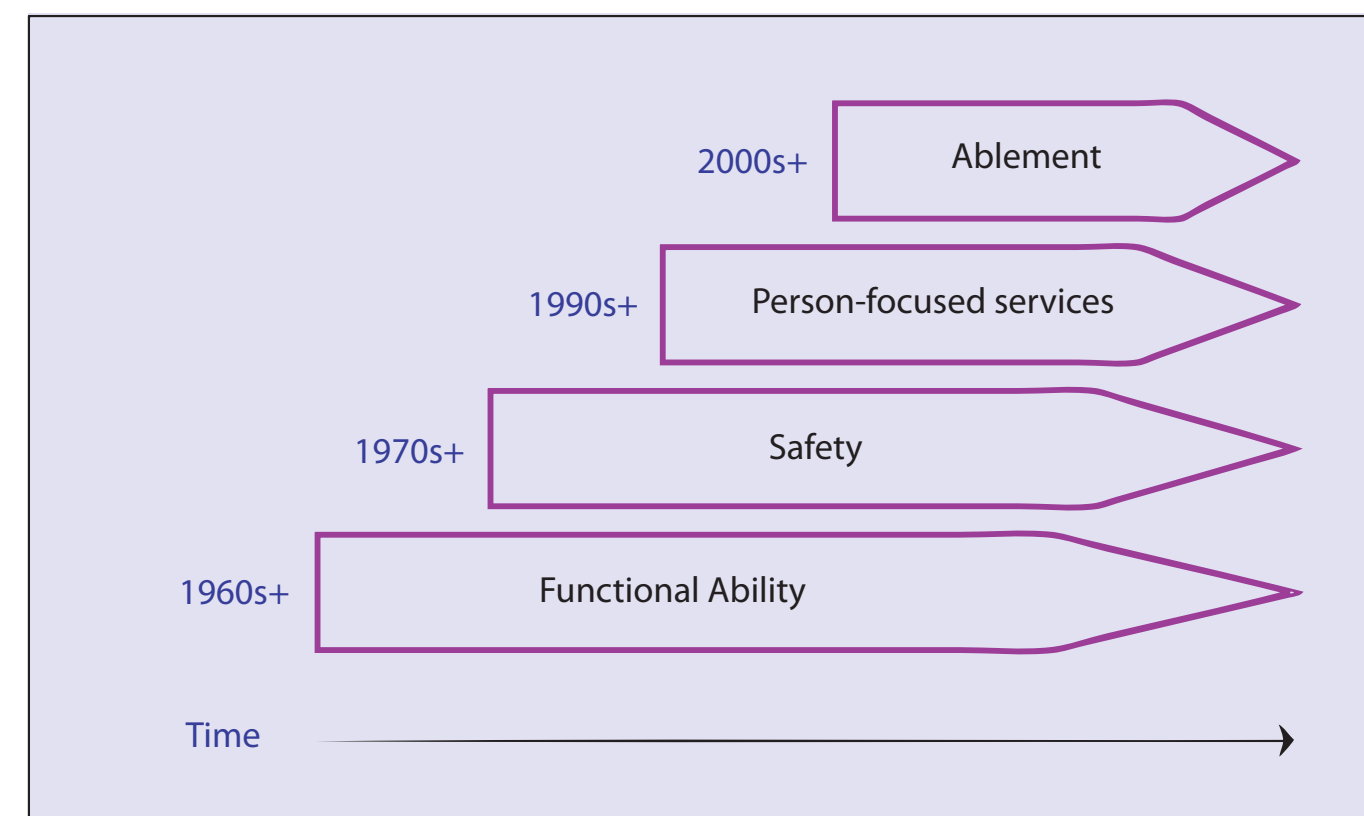 2000s+ Ablement
1990s+ Person-focused services
1970s+ Safety
1960s+ Functional Ability
Time